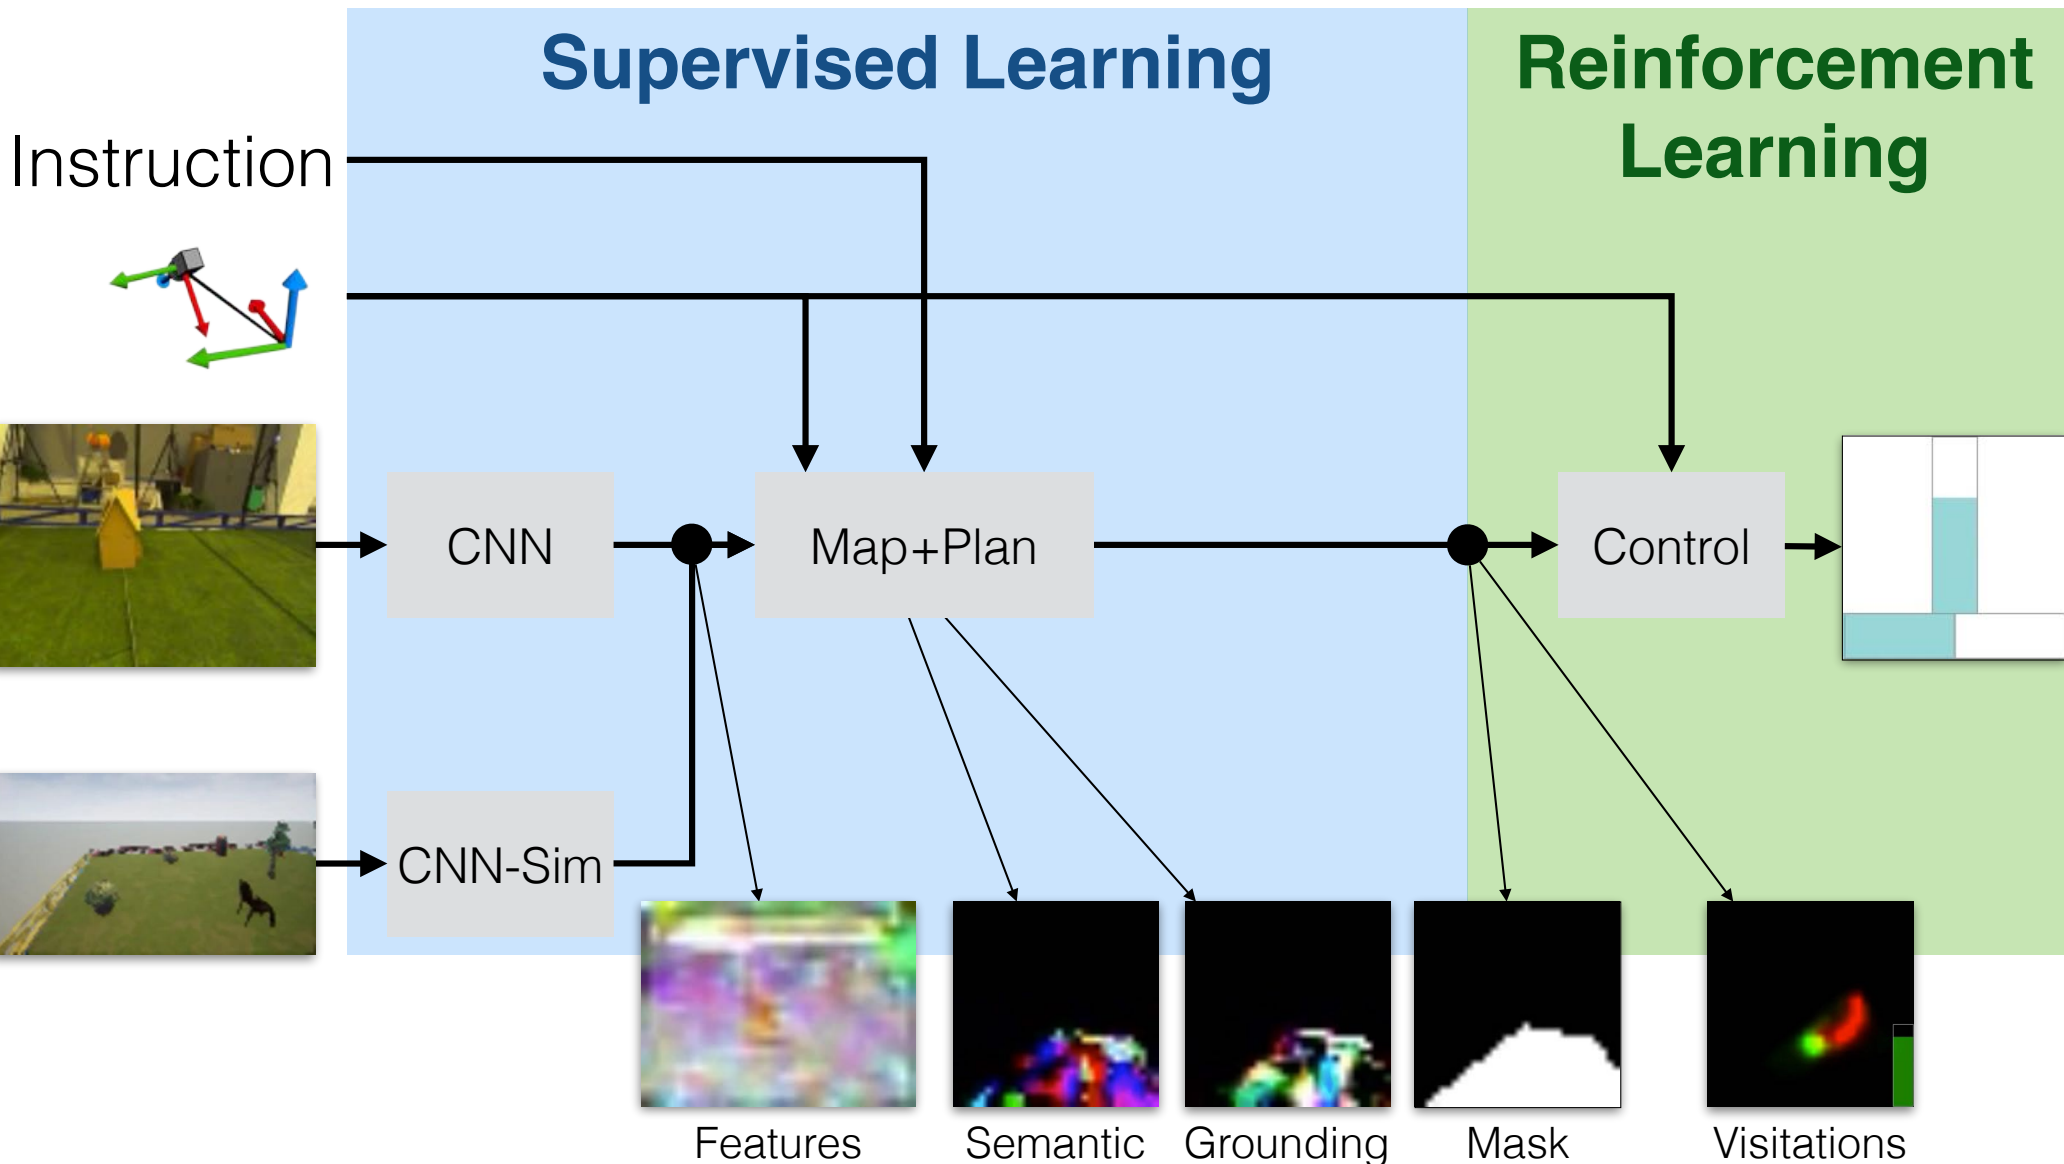 Supervised Learning
Reinforcement
Learning
Instruction
CNN
Map+Plan
Control
CNN-Sim
Features
Semantic
Grounding
Mask
Visitations